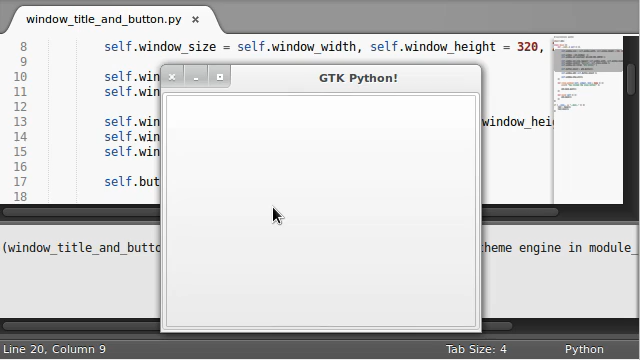 window_title_and_button.py ×
8 self.window_size = self.window_width, self.window_height = 320,
9
10 self.win
11 self.win
12
13 self.win window_heig
14 self.win
15 self.win
16
17 self.but
18
GTK Python!
(window_title_and_butto heme engine in module_
Line 20, Column 9 Tab Size: 4 Python